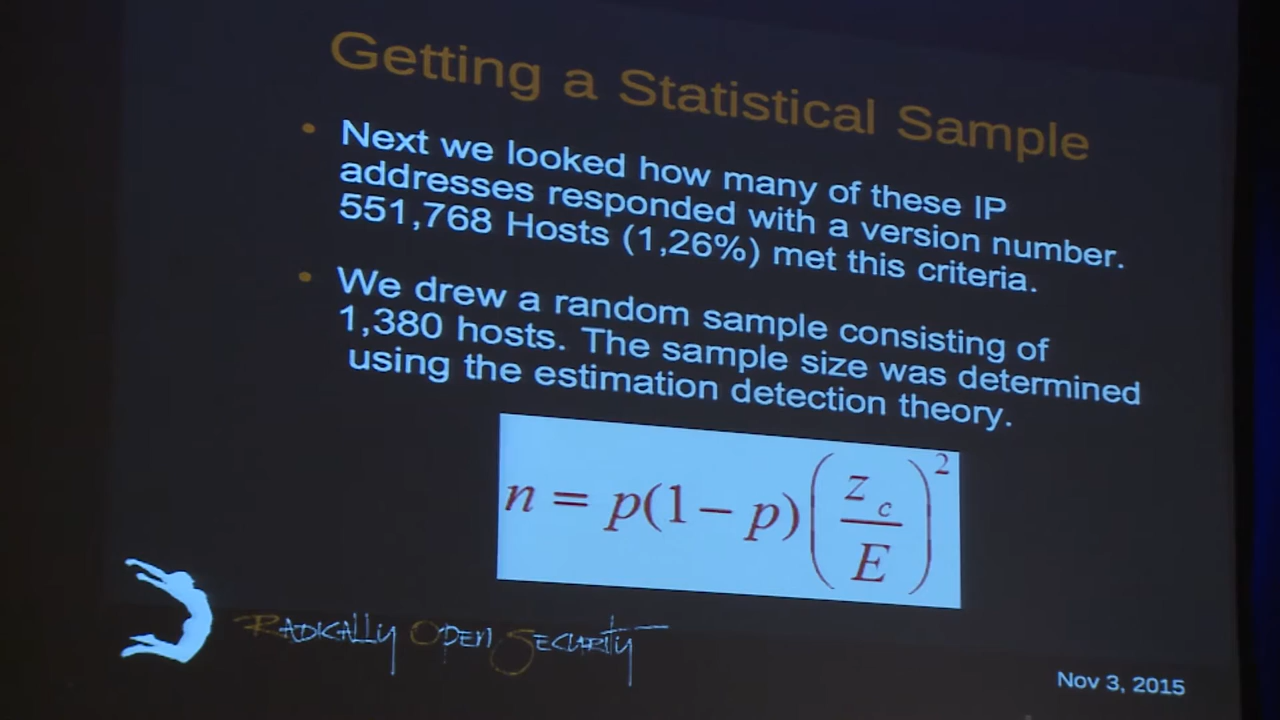 Getting a Statistical Sample
• Next we looked how many of these IP
addresses responded with a version number.
551,768 Hosts (1,26%) met this criteria.
• We drew a random sample consisting of
1,380 hosts. The sample size was determined
using the estimation detection theory.
n = p(1 − p)(z_c / E)^2
RADICALLY OPEN SECURITY
Nov 3, 2015